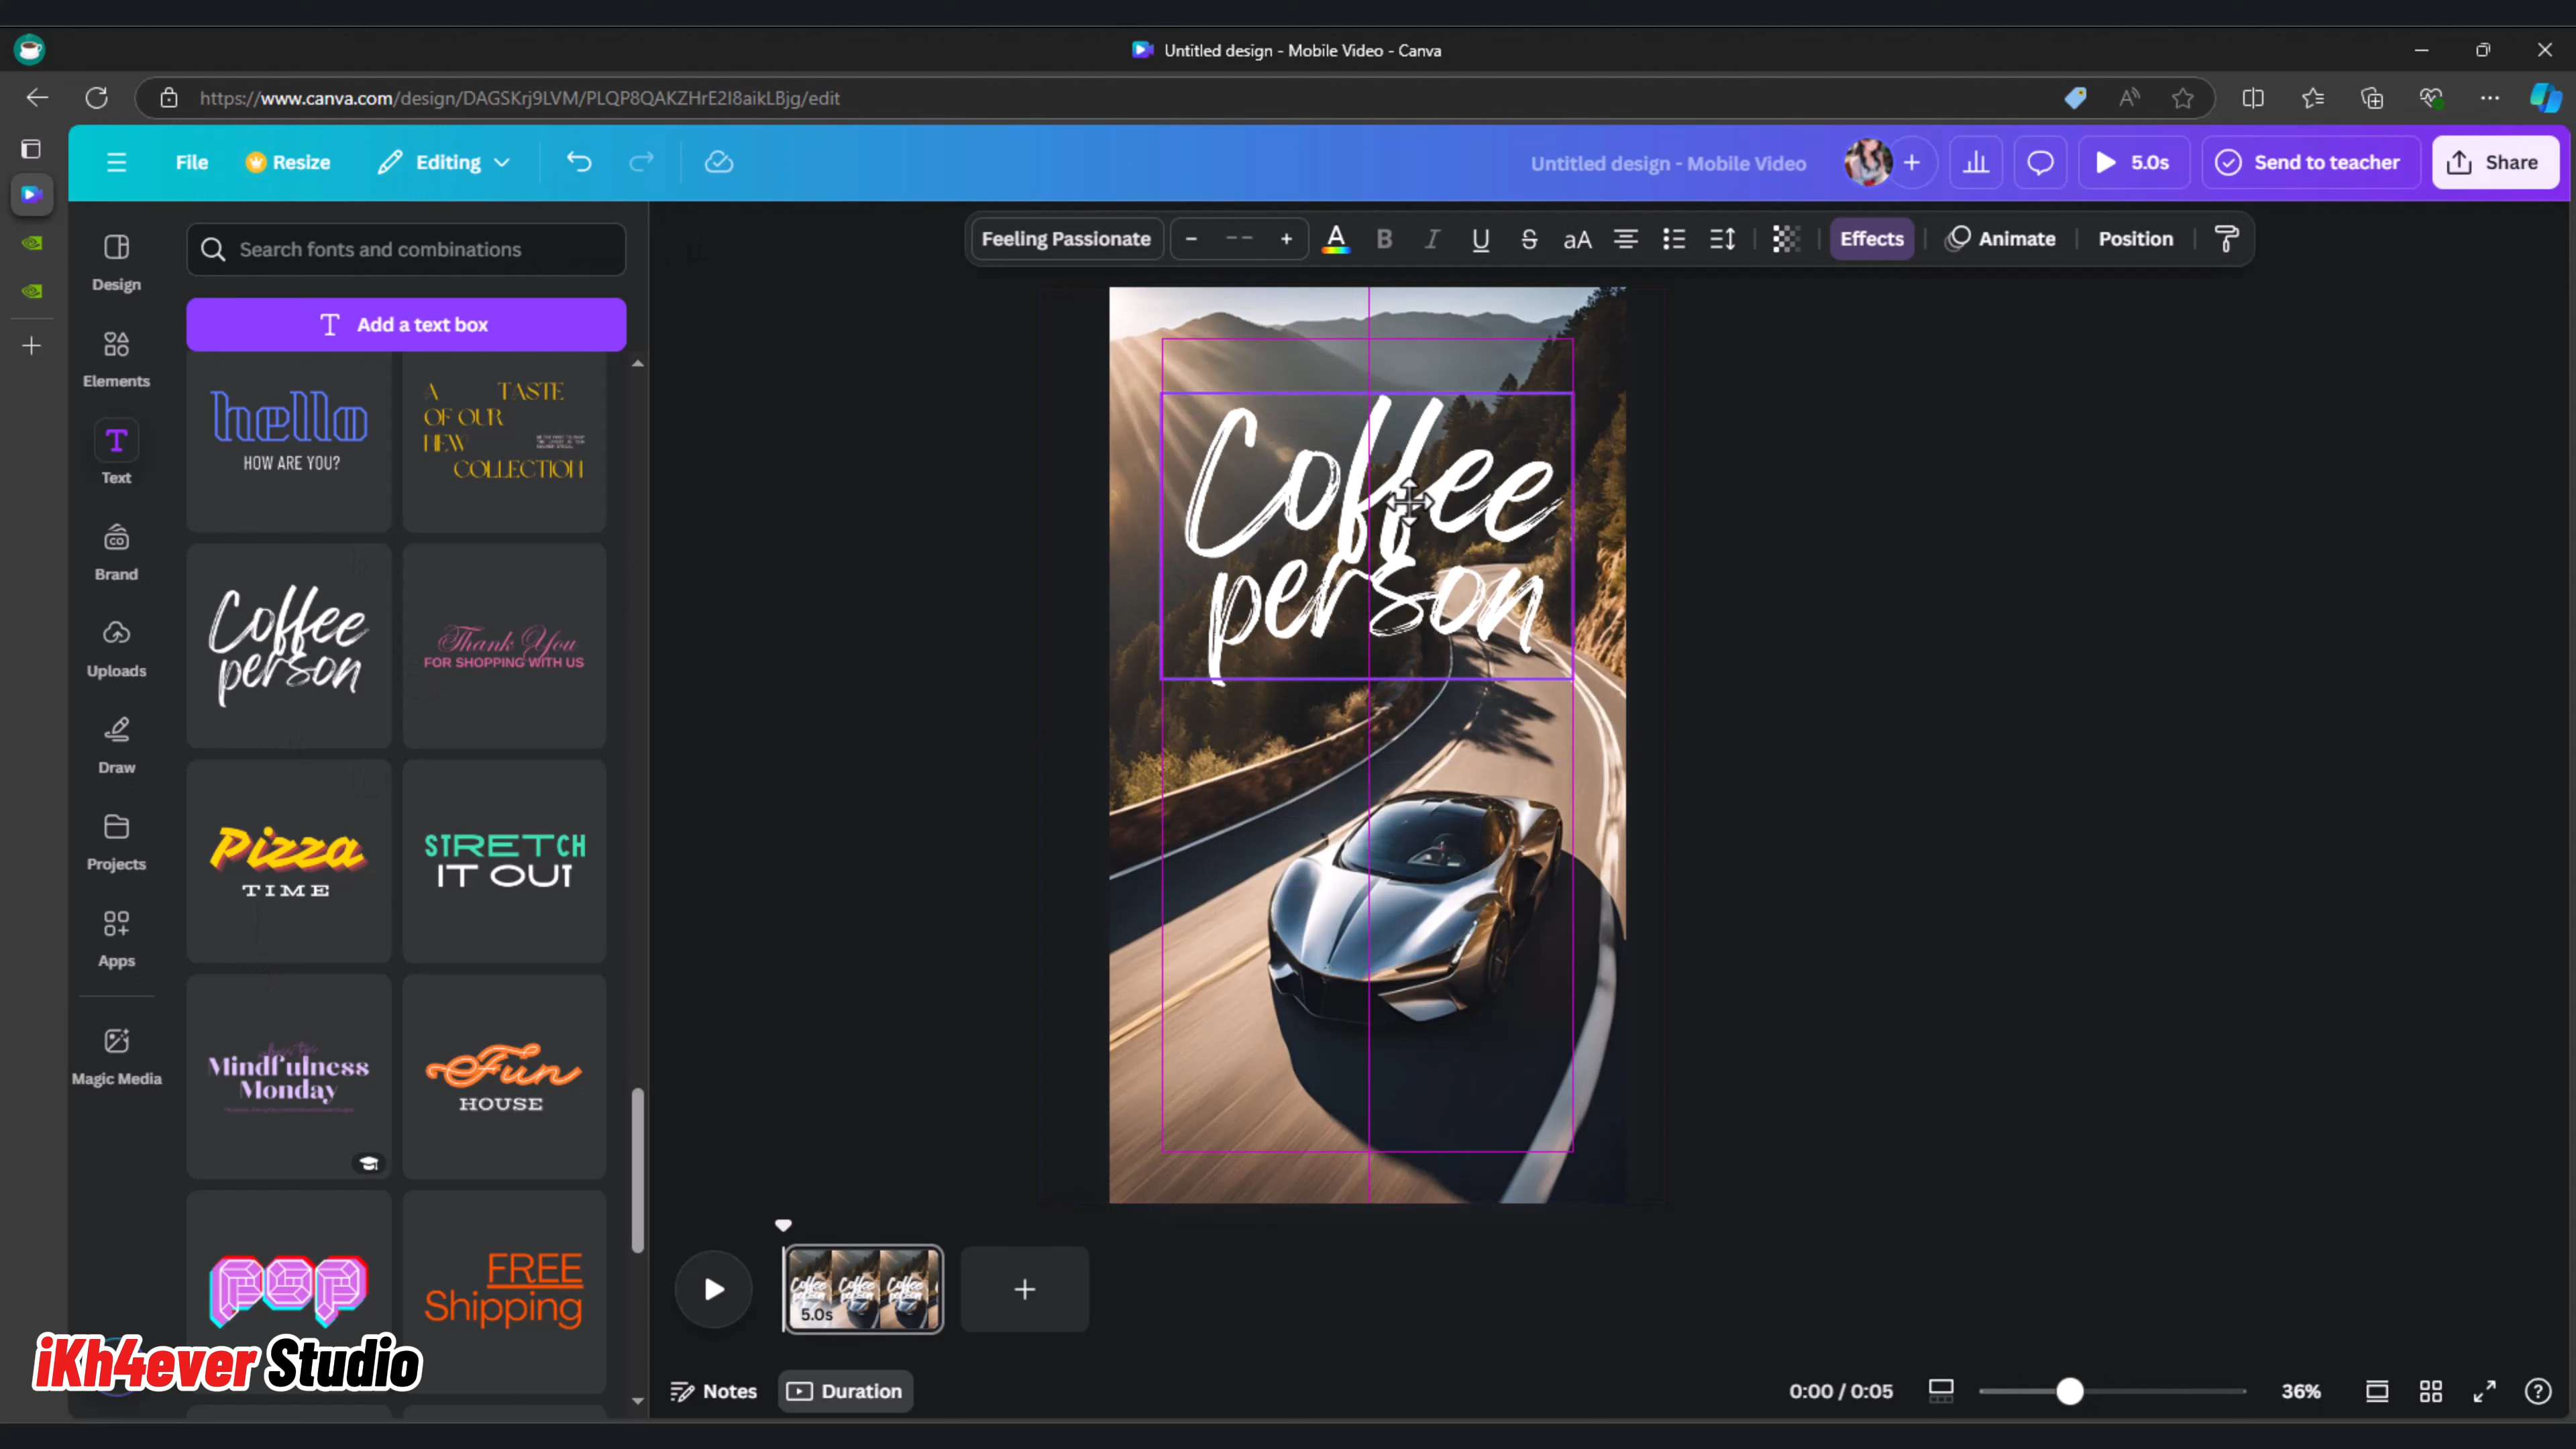 Untitled design - Mobile Video - Canva
https://www.canva.com/design/DAGSKrj9LVM/PLQP8QAKZHrE2I8aikLBjg/edit
File
Resize
Editing
Untitled design - Mobile Video
5.0s
Send to teacher
Share
Search fonts and combinations
Feeling Passionate
B
I
U
S
aA
Effects
Animate
Position
Add a text box
Design
Elements
Text
Brand
Uploads
Draw
Projects
Apps
Magic Media
hello
HOW ARE YOU?
A TASTE
OF OUR
NEW
COLLECTION
Coffee
person
Thank You
FOR SHOPPING WITH US
Pizza
TIME
STRETCH
IT OUT
Mindfulness
Monday
Fun
HOUSE
POP
FREE
Shipping
Coffee
person
5.0s
Notes
Duration
0:00 / 0:05
36%
iKh4ever Studio